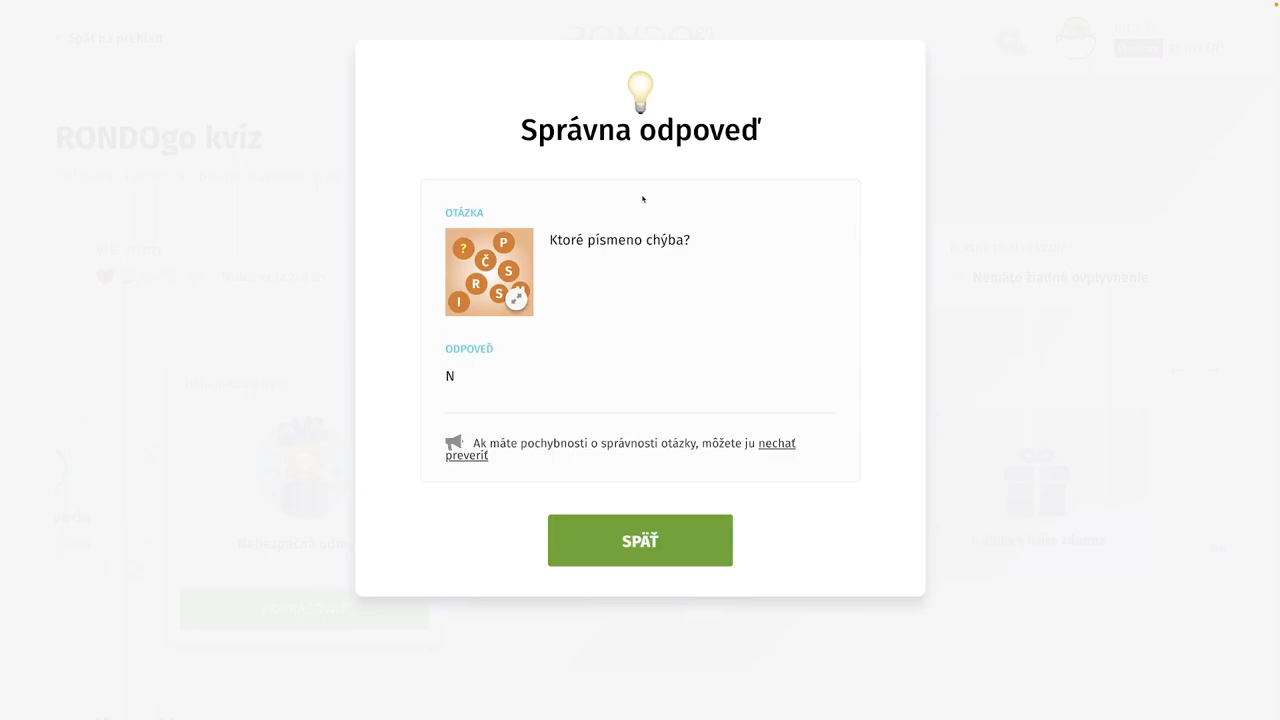 Späť na prehľad
RONDOgo kvíz
Správna odpoveď
OTÁZKA
?
P
Č
S
R
S
I
Ktoré písmeno chýba?
ODPOVEĎ
N
Ak máte pochybnosti o správnosti otázky, môžete ju nechať
preveriť
SPÄŤ
Nemáte žiadne ovplyvnenie